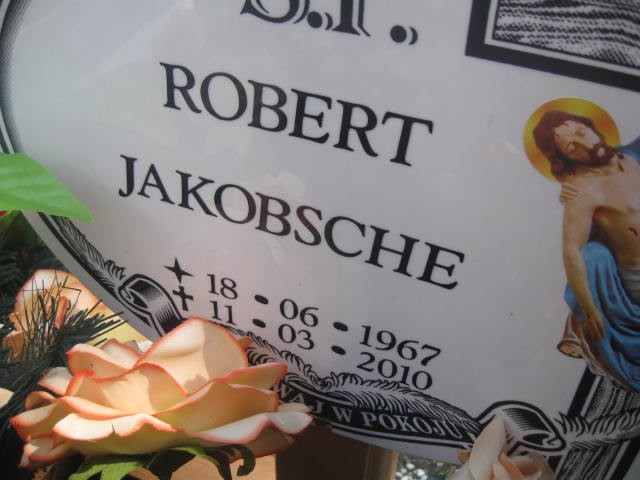 Ś.P.
ROBERT
JAKOBSCHE
18 • 06 • 1967
11 • 03 • 2010
W POKOJU